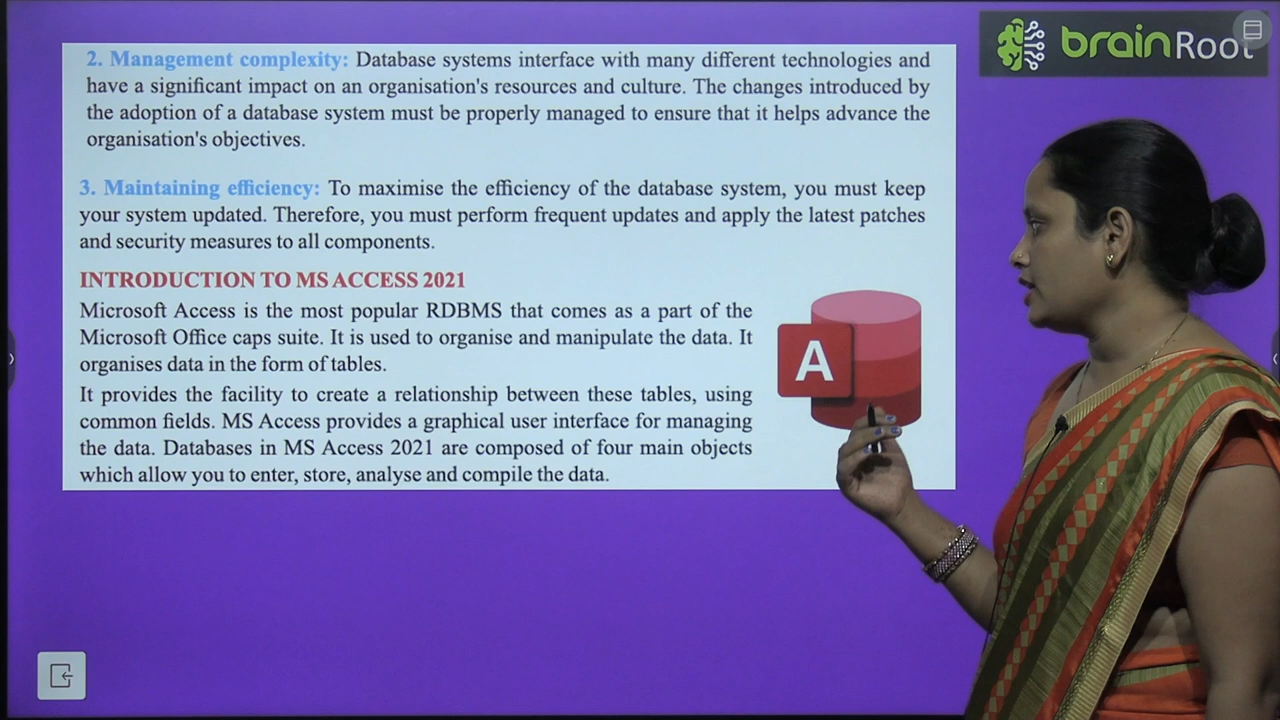 brainRoot
2. Management complexity: Database systems interface with many different technologies and
have a significant impact on an organisation's resources and culture. The changes introduced by
the adoption of a database system must be properly managed to ensure that it helps advance the
organisation's objectives.
3. Maintaining efficiency: To maximise the efficiency of the database system, you must keep
your system updated. Therefore, you must perform frequent updates and apply the latest patches
and security measures to all components.
INTRODUCTION TO MS ACCESS 2021
Microsoft Access is the most popular RDBMS that comes as a part of the
Microsoft Office caps suite. It is used to organise and manipulate the data. It
organises data in the form of tables.
It provides the facility to create a relationship between these tables, using
common fields. MS Access provides a graphical user interface for managing
the data. Databases in MS Access 2021 are composed of four main objects
which allow you to enter, store, analyse and compile the data.
A